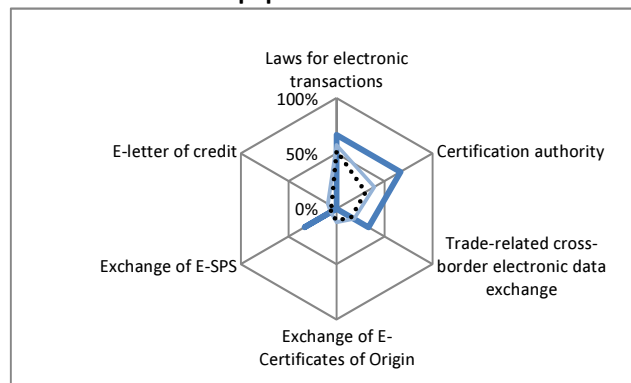 Laws for electronic
transactions
100%
E-letter of credit
50%
Certification authority
0%
Exchange of E-SPS
Trade-related cross-
border electronic data
exchange
Exchange of E-
Certificates of Origin